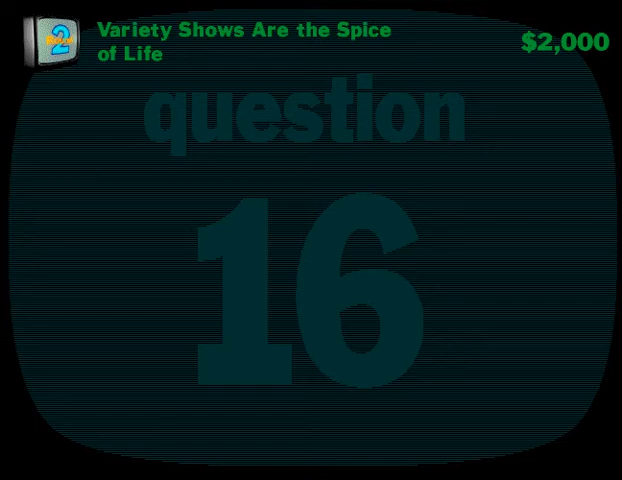 Variety Shows Are the Spice
of Life
$2,000
2
question
16